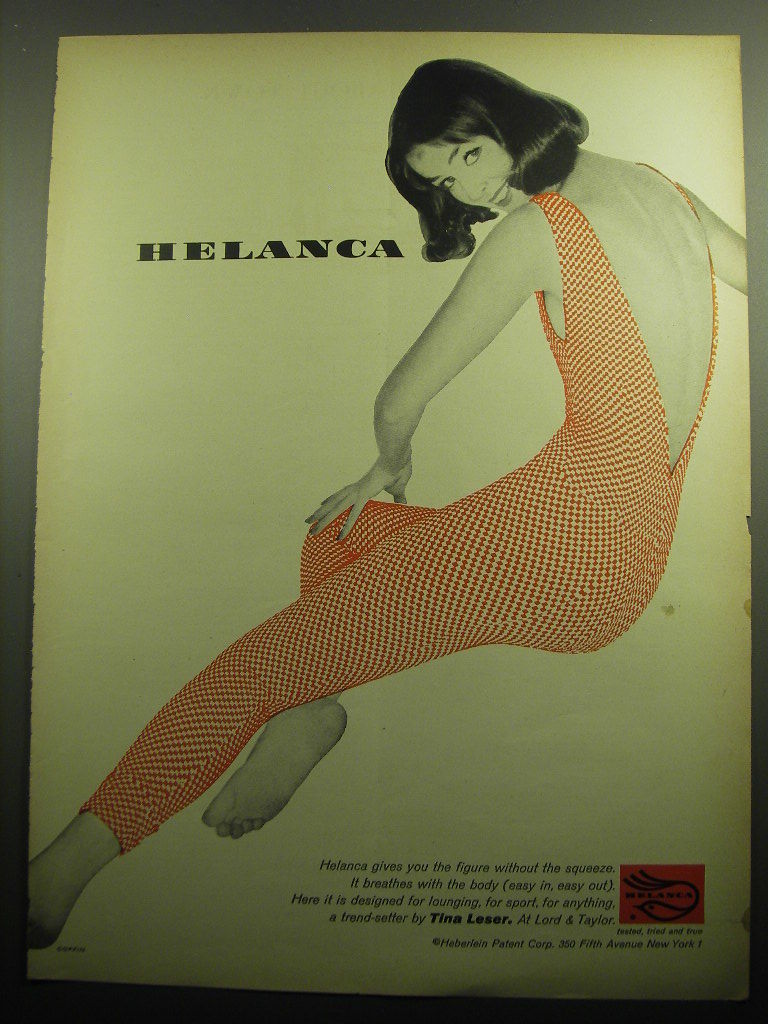 HELANCA
Helanca gives you the figure without the squeeze.
It breathes with the body (easy in, easy out).
Here it is designed for lounging, for sport, for anything,
a trend-setter by Tina Leser. At Lord & Taylor.
HELANCA
tested, tried and true
©Heberlein Patent Corp. 350 Fifth Avenue New York 1
COFFIN